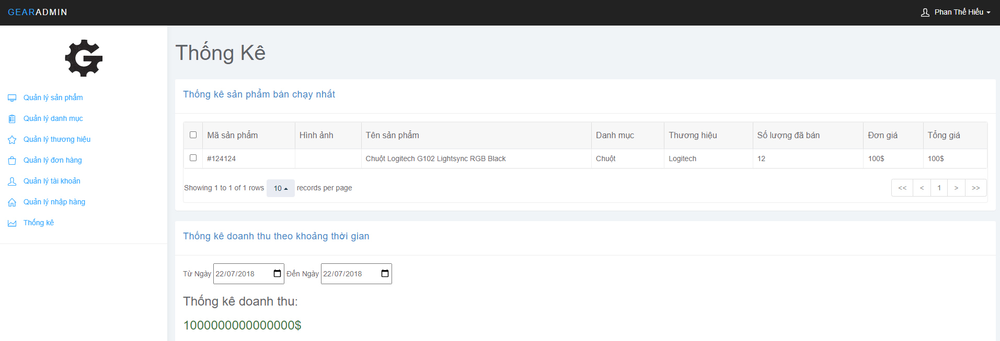 GEARADMIN
Phan Thế Hiếu
G
Quản lý sản phẩm
Quản lý danh mục
Quản lý thương hiệu
Quản lý đơn hàng
Quản lý tài khoản
Quản lý nhập hàng
Thống kê
Thống Kê
Thống kê sản phẩm bán chạy nhất
Mã sản phẩm Hình ảnh Tên sản phẩm Danh mục Thương hiệu Số lượng đã bán Đơn giá Tổng giá
#124124 Chuột Logitech G102 Lightsync RGB Black Chuột Logitech 12 100$ 100$
Showing 1 to 1 of 1 rows 10 records per page << < 1 > >>
Thống kê doanh thu theo khoảng thời gian
Từ Ngày 22/07/2018 Đến Ngày 22/07/2018
Thống kê doanh thu:
1000000000000000$